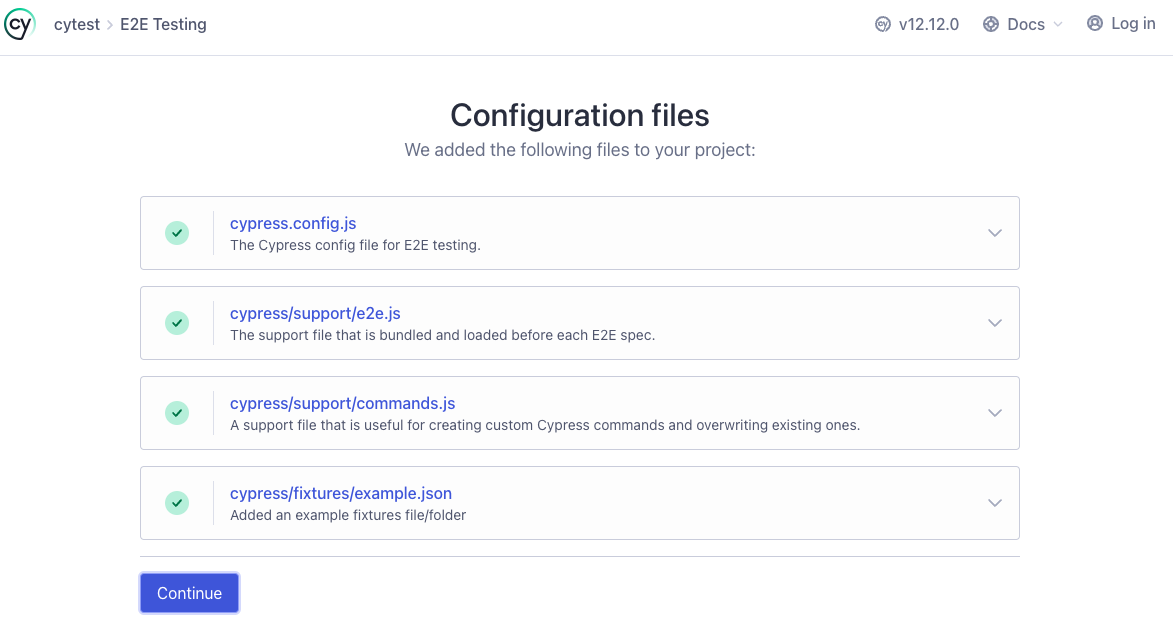 cy cytest > E2E Testing v12.12.0 Docs Log in
Configuration files
We added the following files to your project:
cypress.config.js
The Cypress config file for E2E testing.
cypress/support/e2e.js
The support file that is bundled and loaded before each E2E spec.
cypress/support/commands.js
A support file that is useful for creating custom Cypress commands and overwriting existing ones.
cypress/fixtures/example.json
Added an example fixtures file/folder
Continue